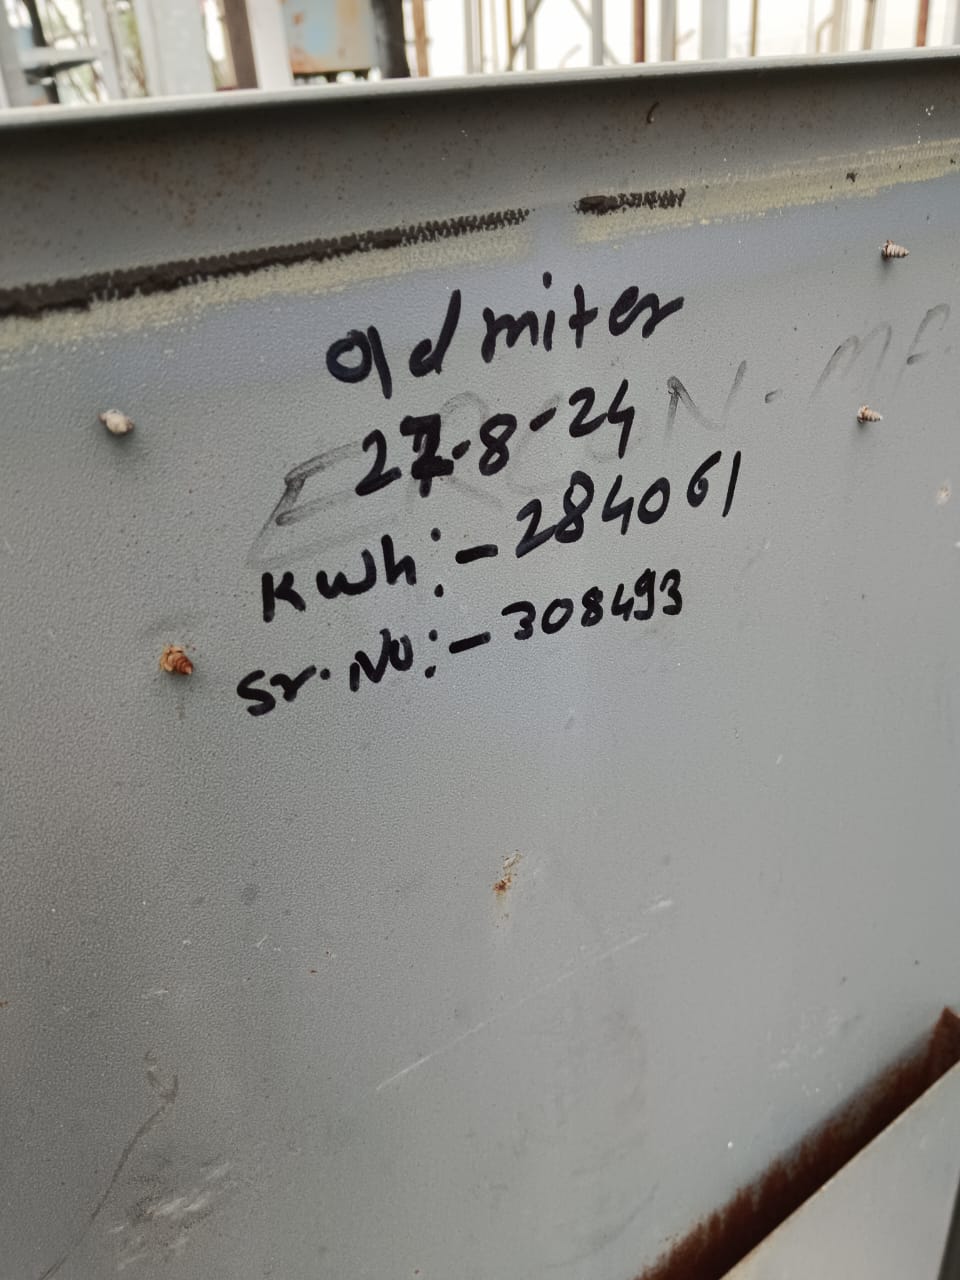 old miter
27-8-24
Kwh:- 284061
Sr. No:- 308493